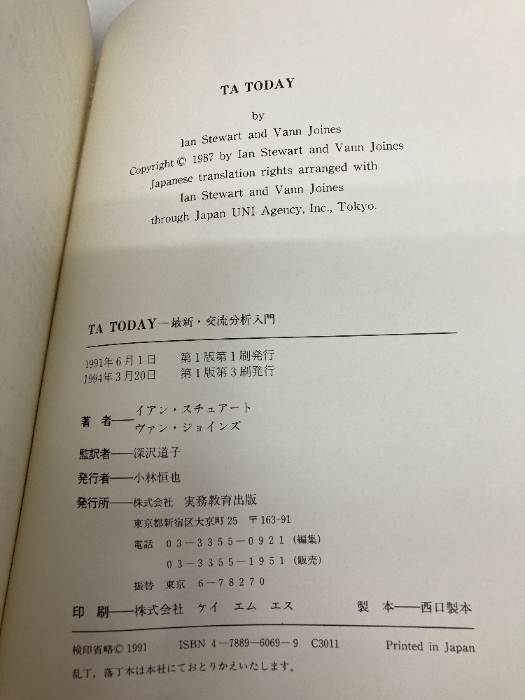 TA TODAY
by
Ian Stewart and Vann Joines
Copyright © 1987 by Ian Stewart and Vann Joines
Japanese translation rights arranged with
Ian Stewart and Vann Joines
through Japan UNI Agency, Inc., Tokyo.
TA TODAY—最新・交流分析入門
1991年6月1日 第1版第1刷発行
1994年3月20日 第1版第3刷発行
著 者—イアン・スチュアート
ヴァン・ジョインズ
監訳者—深沢道子
発行者—小林恒也
発行所—株式会社 実務教育出版
東京都新宿区大京町25 〒163-91
電話 03-3355-0921(編集)
03-3355-1951(販売)
振替 東京 6-78270
印 刷—株式会社 ケイ エム エス 製 本—西口製本
検印省略© 1991 ISBN 4-7889-6069-9 C3011 Printed in Japan
乱丁、落丁本は本社にておとりかえいたします。